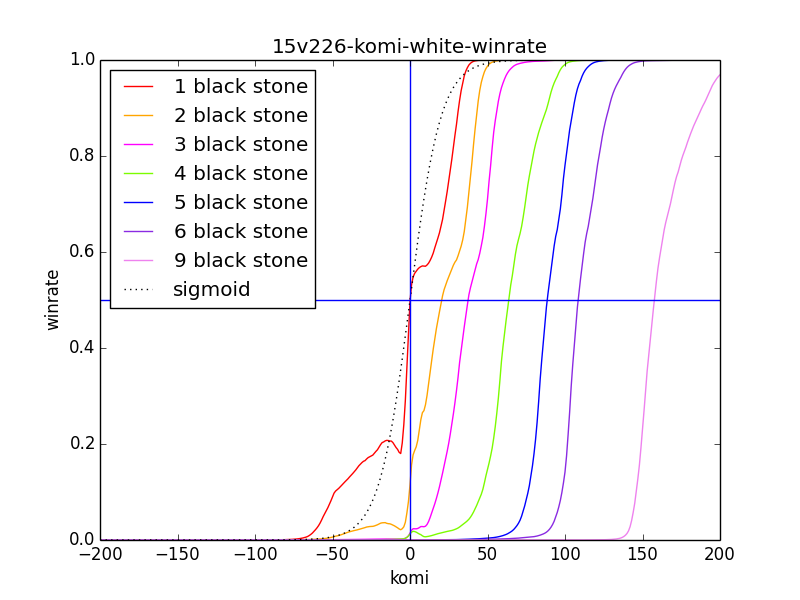 15v226-komi-white-winrate
1.0
0.8
0.6
0.4
0.2
0.0
winrate
1 black stone
2 black stone
3 black stone
4 black stone
5 black stone
6 black stone
9 black stone
sigmoid
−200 −150 −100 −50 0 50 100 150 200
komi